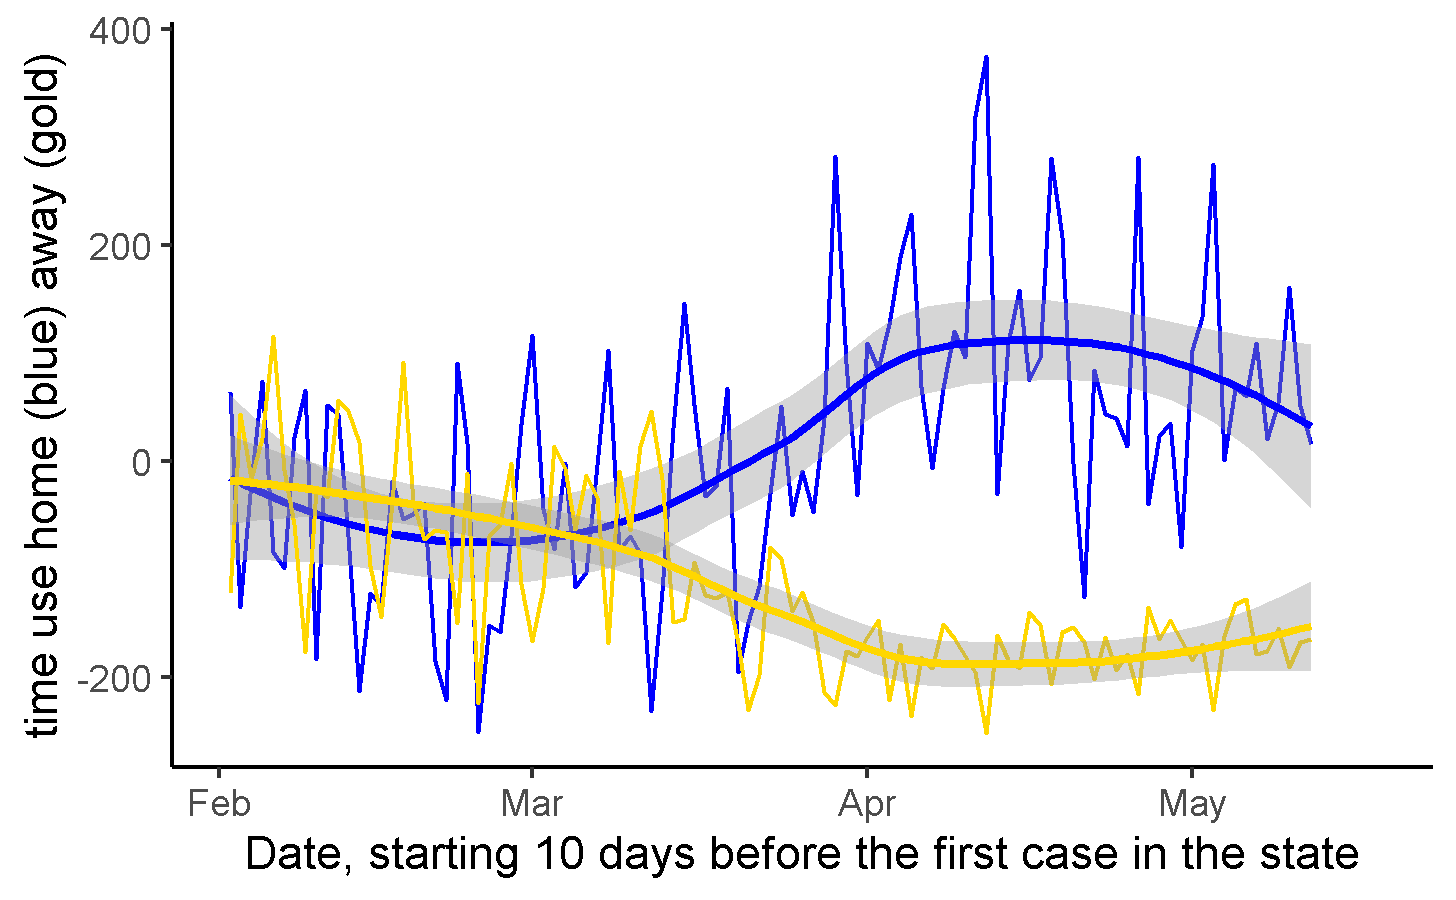 time use home (blue) away (gold)
400
200
0
-200
Feb Mar Apr May
Date, starting 10 days before the first case in the state